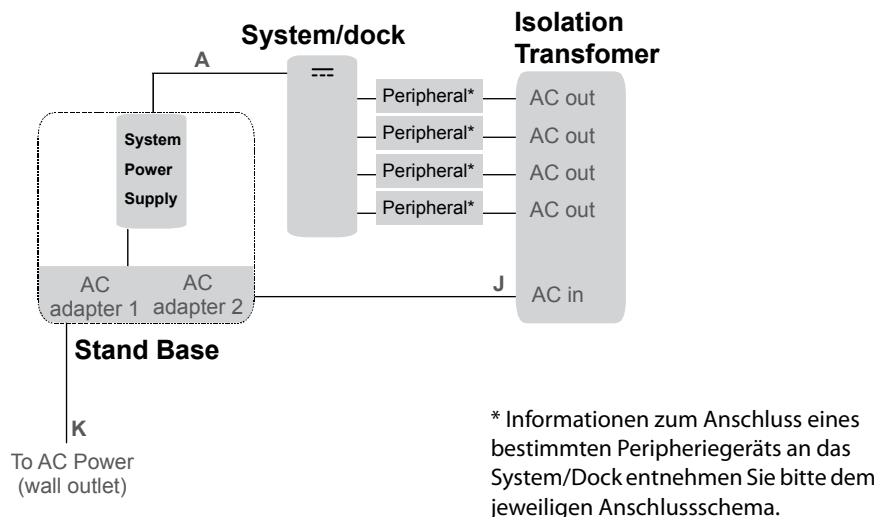 System/dock
Isolation
Transfomer
A
Peripheral* AC out
Peripheral* AC out
Peripheral* AC out
Peripheral* AC out
System
Power
Supply
AC
adapter 1
AC
adapter 2
J
AC in
Stand Base
K
To AC Power
(wall outlet)
* Informationen zum Anschluss eines
bestimmten Peripheriegeräts an das
System/Dock entnehmen Sie bitte dem
jeweiligen Anschlussschema.